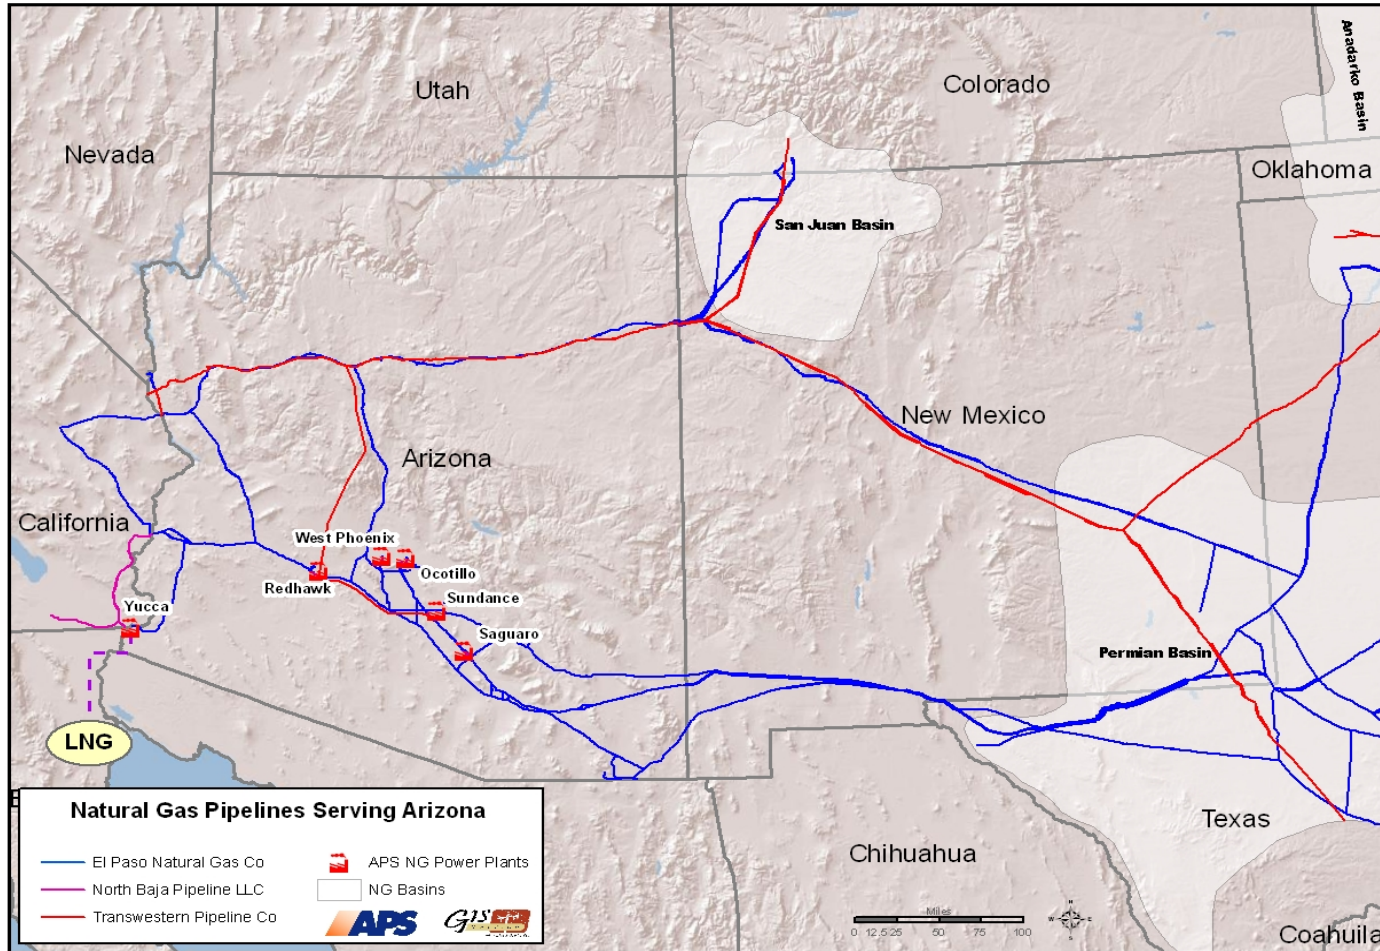 Anadarko Basin
Utah
Colorado
Nevada
Oklahoma
San Juan Basin
New Mexico
Arizona
California
West Phoenix
Ocotillo
Redhawk
Sundance
Yucca
Saguaro
Permian Basin
LNG
Texas
Chihuahua
Coahuila
Natural Gas Pipelines Serving Arizona
El Paso Natural Gas Co
APS NG Power Plants
North Baja Pipeline LLC
NG Basins
Transwestern Pipeline Co
APS
GIS
Miles
0 12.525 50 75 100
N
W E
S